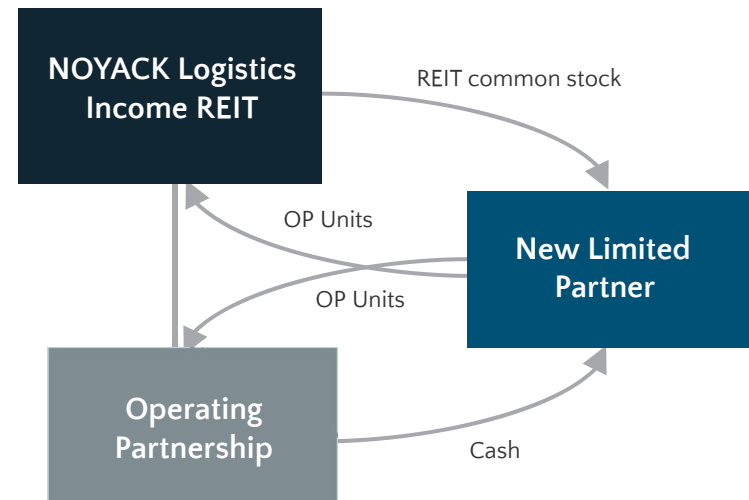 NOYACK Logistics
Income REIT
REIT common stock
OP Units
New Limited
Partner
OP Units
Operating
Partnership
Cash